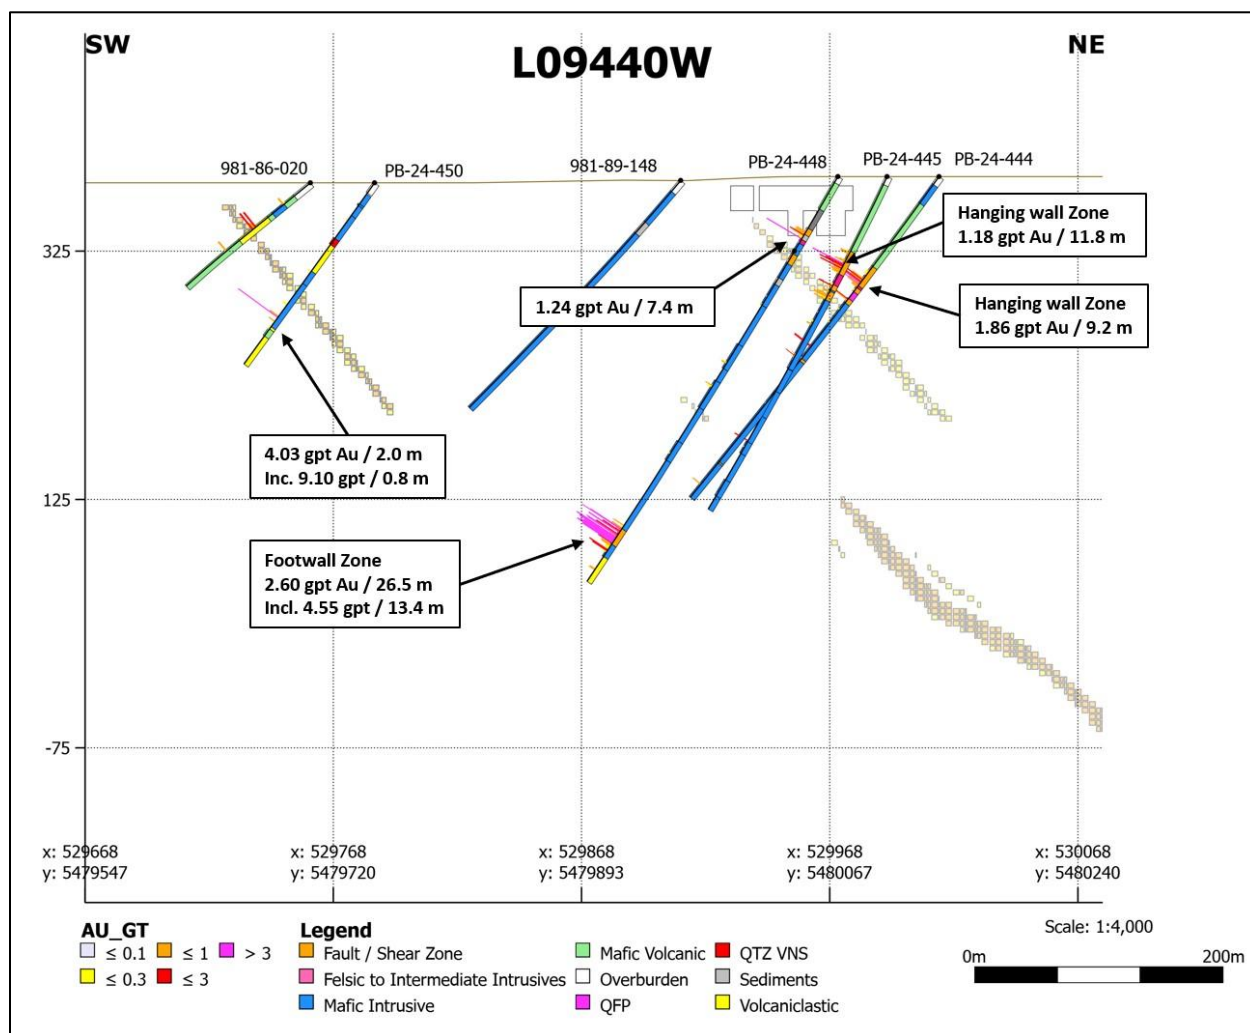 SW
L09440W
NE
981-86-020
PB-24-450
981-89-148
PB-24-448
PB-24-445
PB-24-444
Hanging wall Zone
1.18 gpt Au / 11.8 m
325
1.24 gpt Au / 7.4 m
Hanging wall Zone
1.86 gpt Au / 9.2 m
4.03 gpt Au / 2.0 m
Inc. 9.10 gpt / 0.8 m
125
Footwall Zone
2.60 gpt Au / 26.5 m
Incl. 4.55 gpt / 13.4 m
-75
x: 529668
y: 5479547
x: 529768
y: 5479720
x: 529868
y: 5479893
x: 529968
y: 5480067
x: 530068
y: 5480240
AU_GT
≤ 0.1
≤ 1
> 3
≤ 0.3
≤ 3
Legend
Fault / Shear Zone
Felsic to Intermediate Intrusives
Mafic Intrusive
Mafic Volcanic
Overburden
QFP
QTZ VNS
Sediments
Volcaniclastic
Scale: 1:4,000
0m
200m